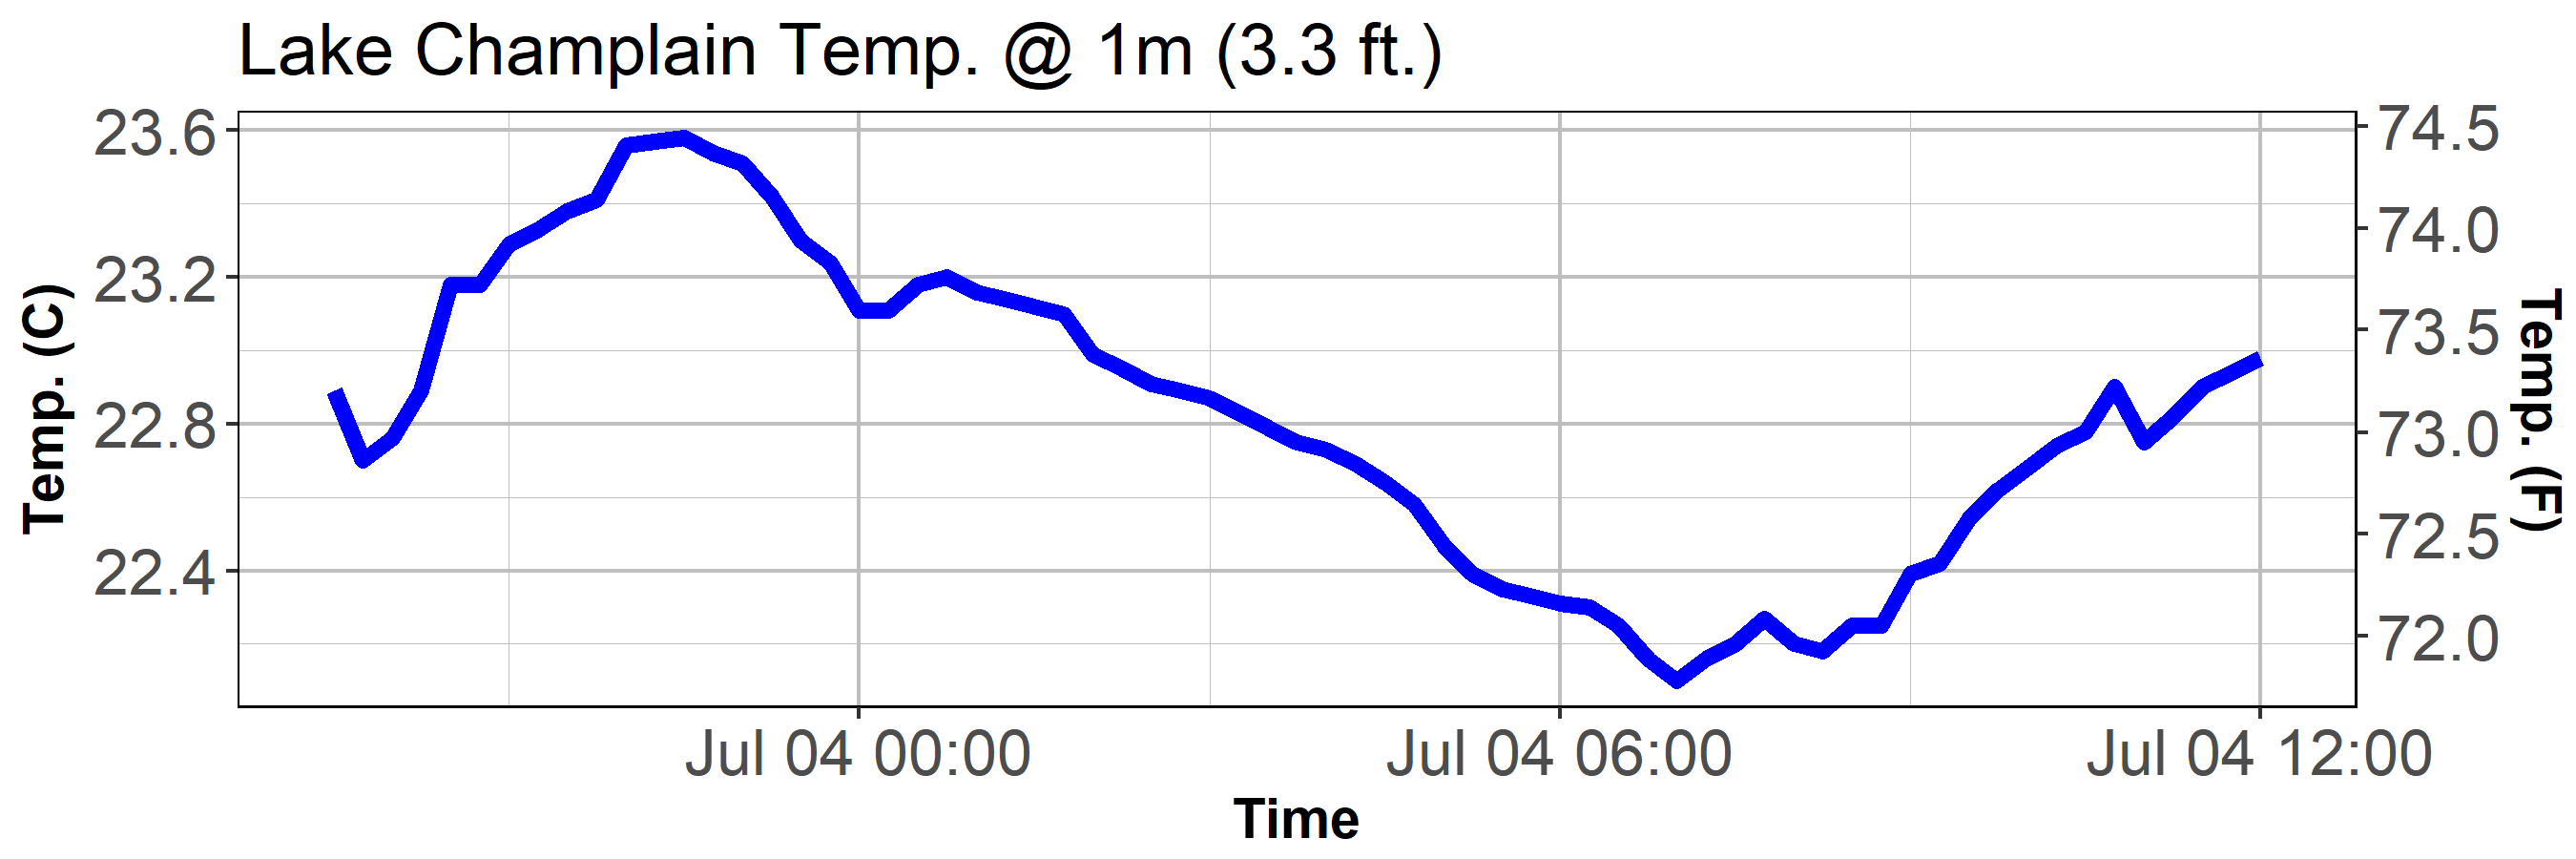 Lake Champlain Temp. @ 1m (3.3 ft.)
23.6
23.2
22.8
22.4
Temp. (C)
74.5
74.0
73.5
73.0
72.5
72.0
Temp. (F)
Jul 04 00:00 Jul 04 06:00 Jul 04 12:00
Time